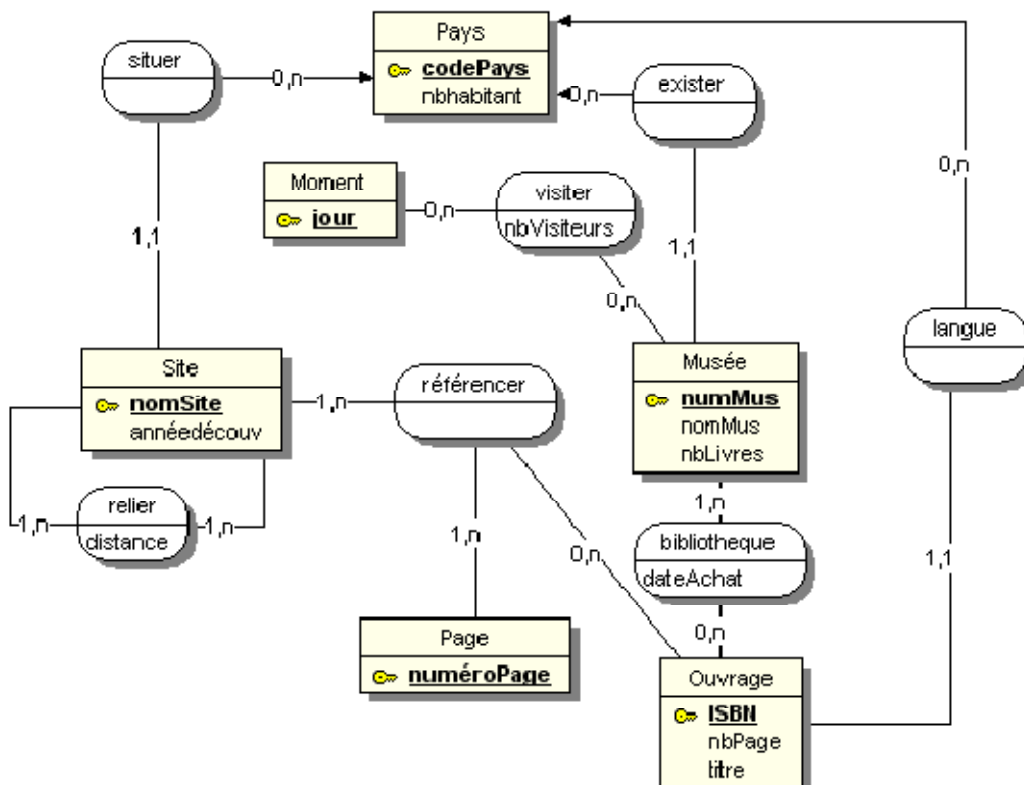 Pays
codePays
nbhabitant
situer
0,n
0,n
exister
Moment
jour
0,n
visiter
nbVisiteurs
0,n
1,1
1,1
0,n
langue
Site
nomSite
annéedécouv
1,n
référencer
Musée
numMus
nomMus
nbLivres
relier
distance
1,n
1,n
1,n
0,n
1,n
bibliotheque
dateAchat
0,n
1,1
Page
numéroPage
Ouvrage
ISBN
nbPage
titre